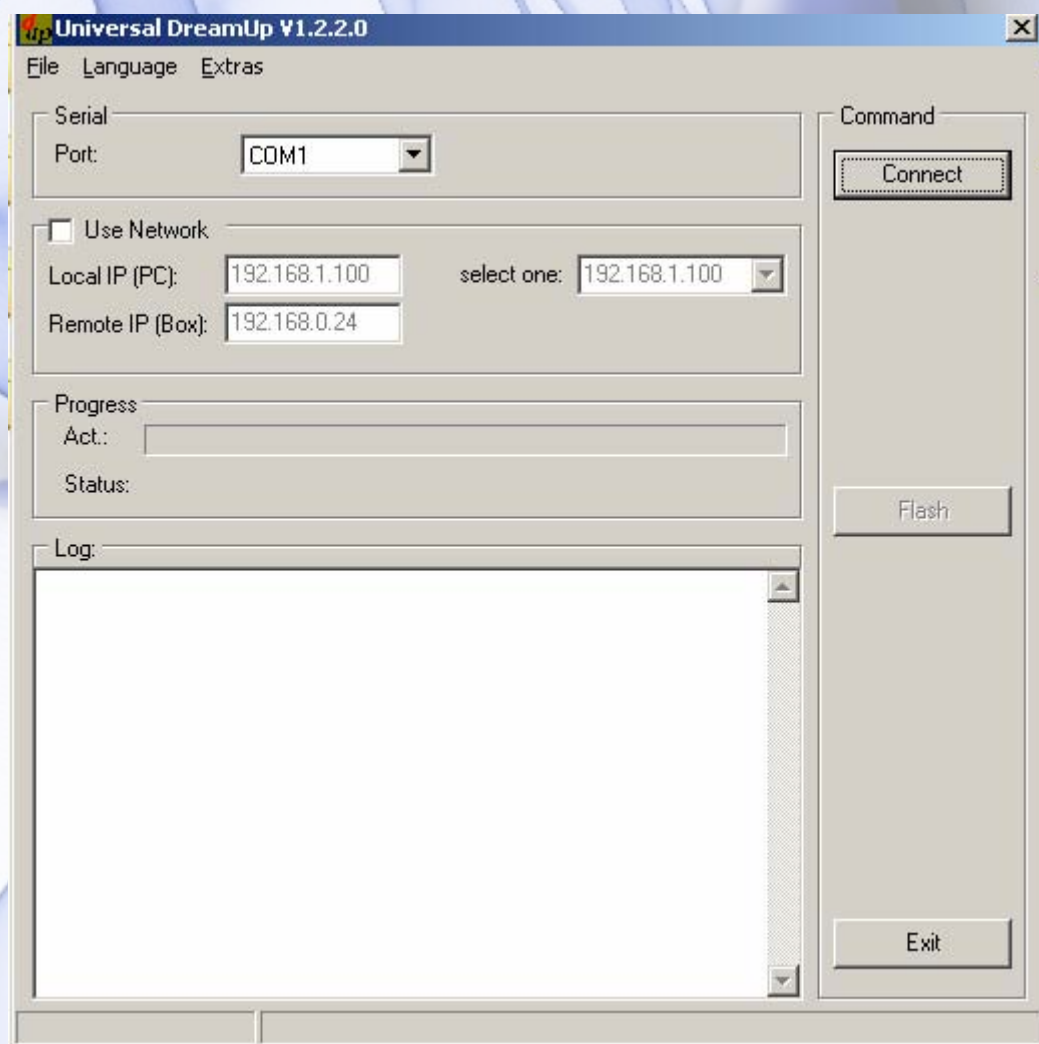 Universal DreamUp V1.2.2.0
File Language Extras
Serial
Port: COM1
Use Network
Local IP (PC): 192.168.1.100 select one: 192.168.1.100
Remote IP (Box): 192.168.0.24
Progress
Act.:
Status:
Log:
Command
Connect
Flash
Exit